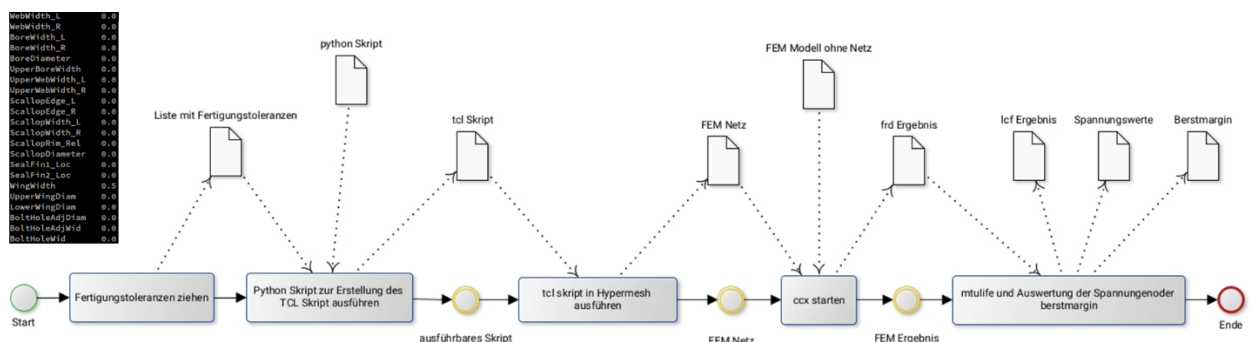 WebWidth_L 0.0
WebWidth_R 0.0
BoreWidth_L 0.0
BoreWidth_R 0.0
BoreDiameter 0.0
UpperBoreWidth 0.0
UpperWebWidth_L 0.0
UpperWebWidth_R 0.0
ScallopEdge_L 0.0
ScallopEdge_R 0.0
ScallopWidth_L 0.0
ScallopWidth_R 0.0
ScallopRim_Rel 0.0
ScallopDiameter 0.0
SealFin1_Loc 0.0
SealFin2_Loc 0.0
WingWidth 0.5
UpperWingDiam 0.0
LowerWingDiam 0.0
BoltHoleAdjDiam 0.0
BoltHoleAdjWid 0.0
BoltHoleWid 0.0
python Skript
FEM Modell ohne Netz
Liste mit Fertigungstoleranzen
tcl Skript
FEM Netz
frd Ergebnis
lcf Ergebnis
Spannungswerte
Berstmargin
Start
Fertigungstoleranzen ziehen
Python Skript zur Erstellung des
TCL Skript ausführen
ausführbares Skript
tcl skript in Hypermesh
ausführen
FEM Netz
ccx starten
FEM Ergebnis
mtulife und Auswertung der Spannungenoder
berstmargin
Ende